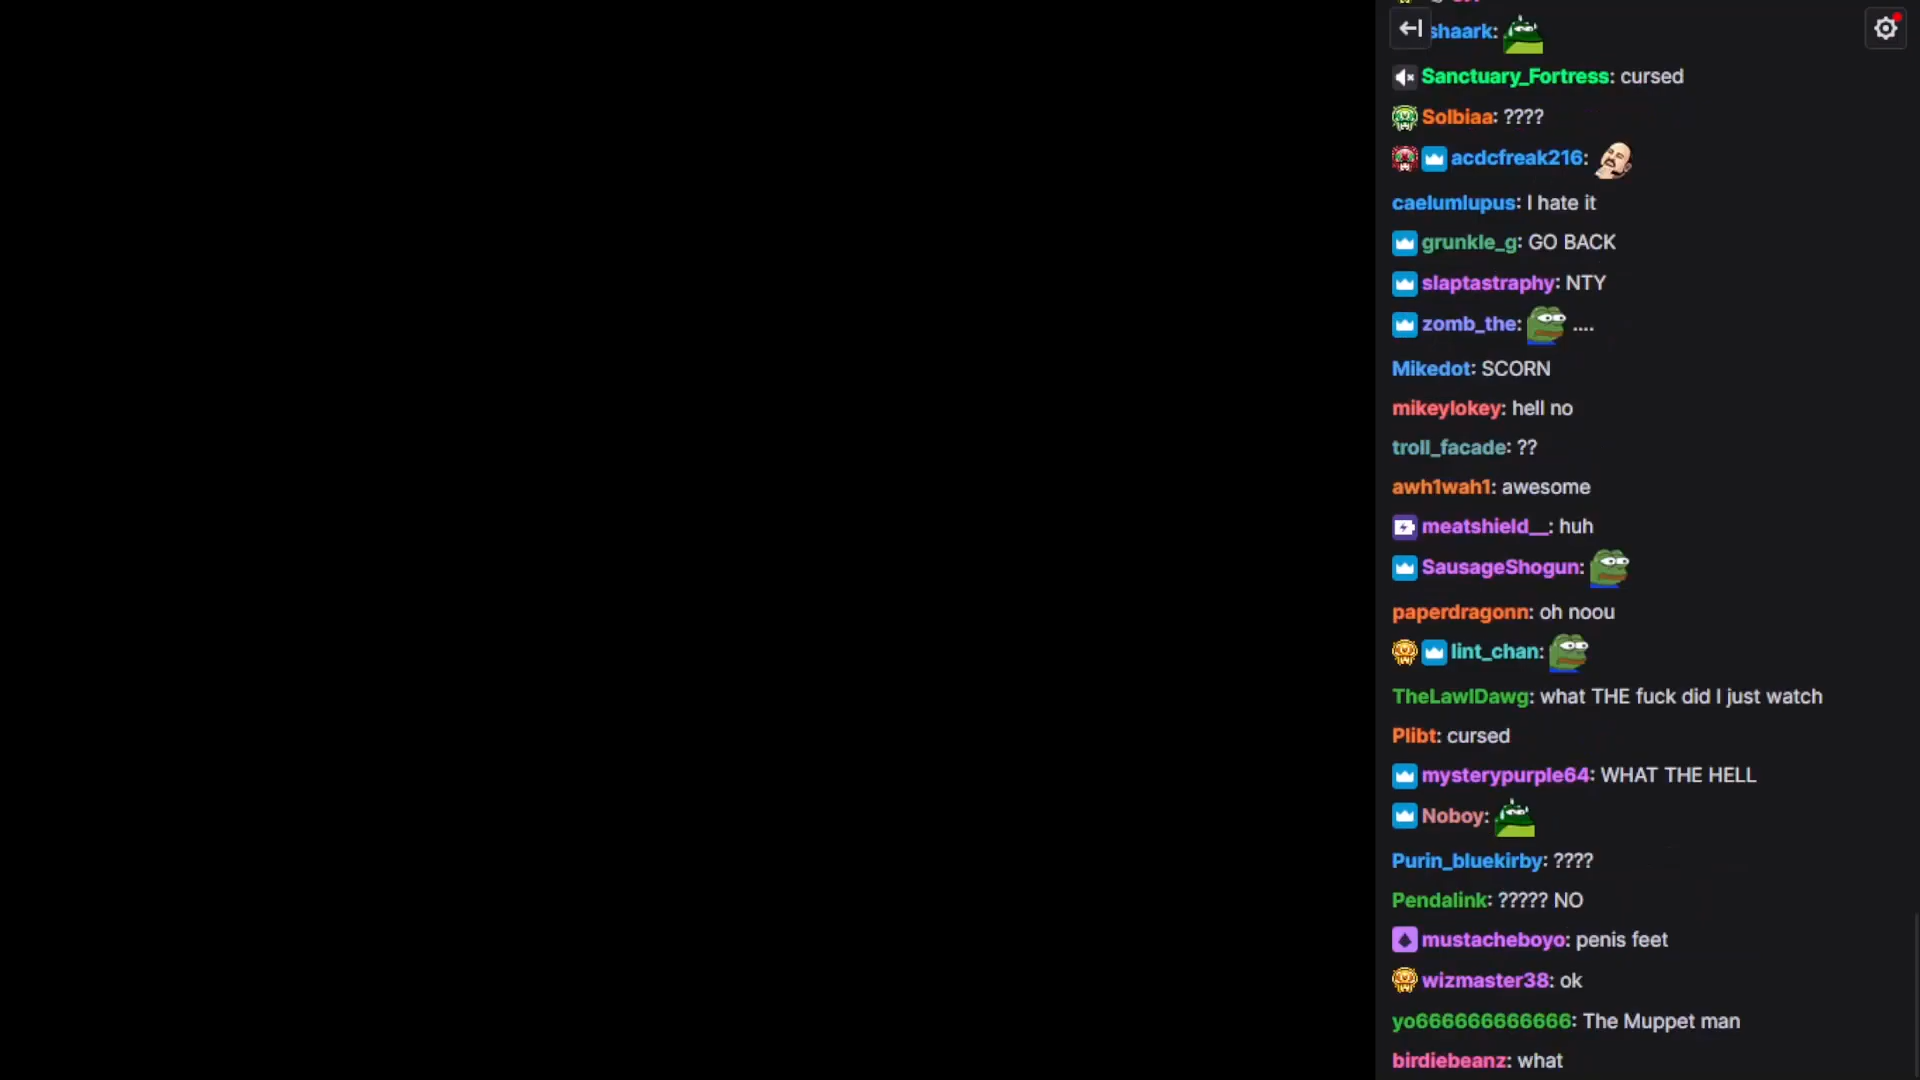 shaark:
Sanctuary_Fortress: cursed
Solbiaa: ????
acdcfreak216:
caelumlupus: I hate it
grunkle_g: GO BACK
slaptastraphy: NTY
zomb_the: ....
Mikedot: SCORN
mikeylokey: hell no
troll_facade: ??
awh1wah1: awesome
meatshield__: huh
SausageShogun:
paperdragonn: oh noou
lint_chan:
TheLawlDawg: what THE fuck did I just watch
Plibt: cursed
mysterypurple64: WHAT THE HELL
Noboy:
Purin_bluekirby: ????
Pendalink: ????? NO
mustacheboyo: penis feet
wizmaster38: ok
yo666666666666: The Muppet man
birdiebeanz: what